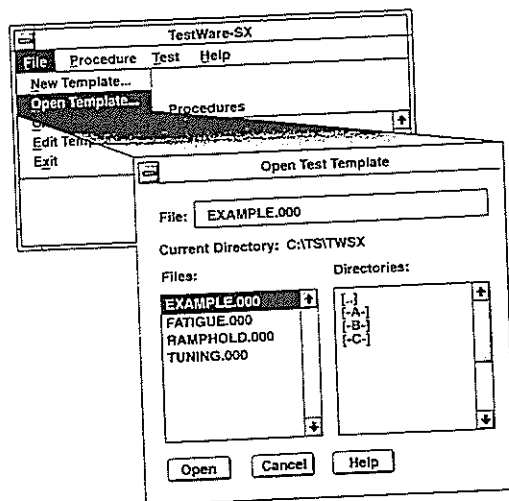 TestWare-SX
File Procedure Test Help
New Template...
Open Template...
Procedures
Edit Temp
Exit
Open Test Template
File: EXAMPLE.000
Current Directory: C:\TS\TWSX
Files: Directories:
EXAMPLE.000 [..]
FATIGUE.000 [-A-]
RAMPHOLD.000 [-B-]
TUNING.000 [-C-]
Open Cancel Help